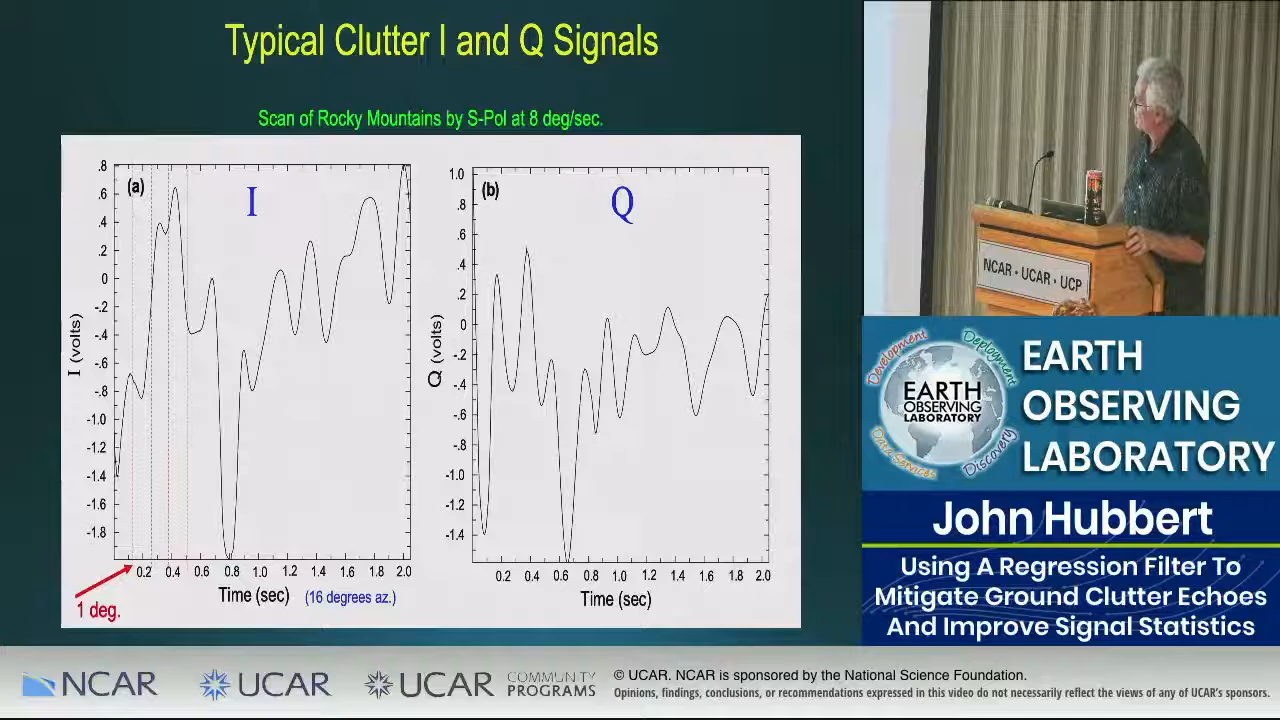 Typical Clutter I and Q Signals
Scan of Rocky Mountains by S-Pol at 8 deg/sec.
(a)
I
.8
.6
.4
.2
0
-.2
-.4
-.6
-.8
-1.0
-1.2
-1.4
-1.6
-1.8
I (volts)
0.2 0.4 0.6 0.8 1.0 1.2 1.4 1.6 1.8 2.0
Time (sec) (16 degrees az.)
1 deg.
(b)
Q
1.0
.8
.6
.4
.2
0
-.2
-.4
-.6
-.8
-1.0
-1.2
-1.4
Q (volts)
0.2 0.4 0.6 0.8 1.0 1.2 1.4 1.6 1.8 2.0
Time (sec)
NCAR • UCAR • UCP
Development
Deployment
EARTH
OBSERVING
LABORATORY
Data Services
Discovery
EARTH
OBSERVING
LABORATORY
John Hubbert
Using A Regression Filter To
Mitigate Ground Clutter Echoes
And Improve Signal Statistics
NCAR
UCAR
UCAR
COMMUNITY
PROGRAMS
© UCAR. NCAR is sponsored by the National Science Foundation.
Opinions, findings, conclusions, or recommendations expressed in this video do not necessarily reflect the views of any of UCAR's sponsors.